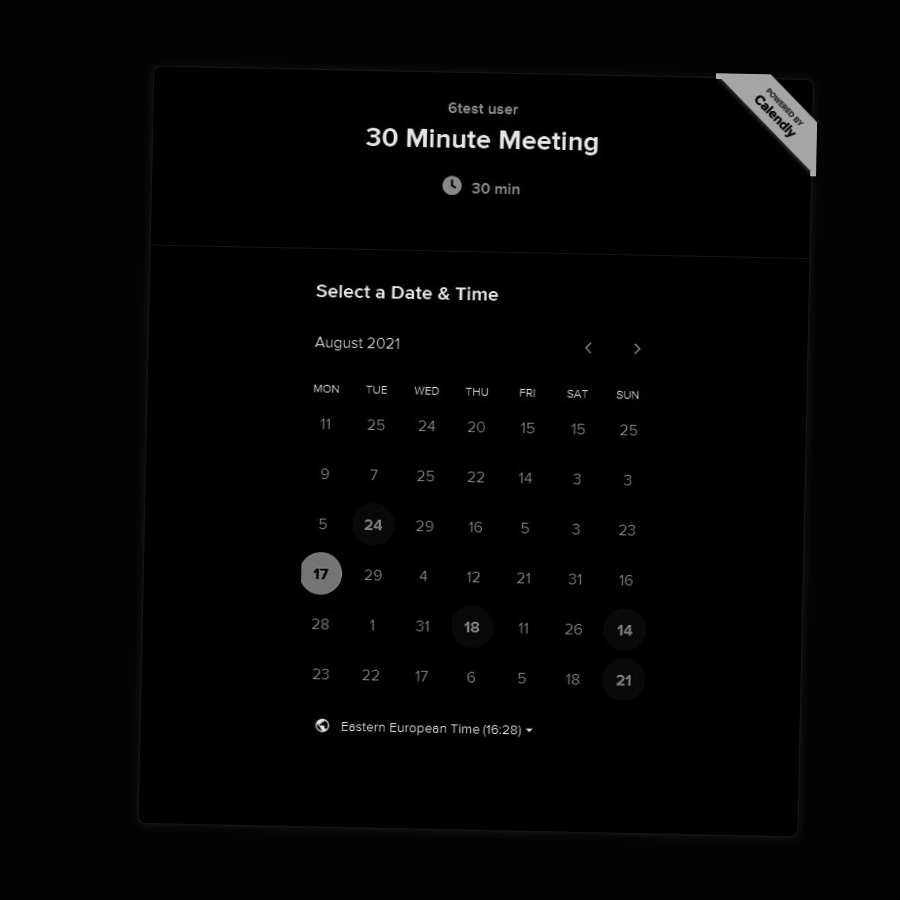 6test user
30 Minute Meeting
30 min
POWERED BY
Calendly
Select a Date & Time
August 2021
MON TUE WED THU FRI SAT SUN
11 25 24 20 15 15 25
9 7 25 22 14 3 3
5 24 29 16 5 3 23
17 29 4 12 21 31 16
28 1 31 18 11 26 14
23 22 17 6 5 18 21
Eastern European Time (16:28)